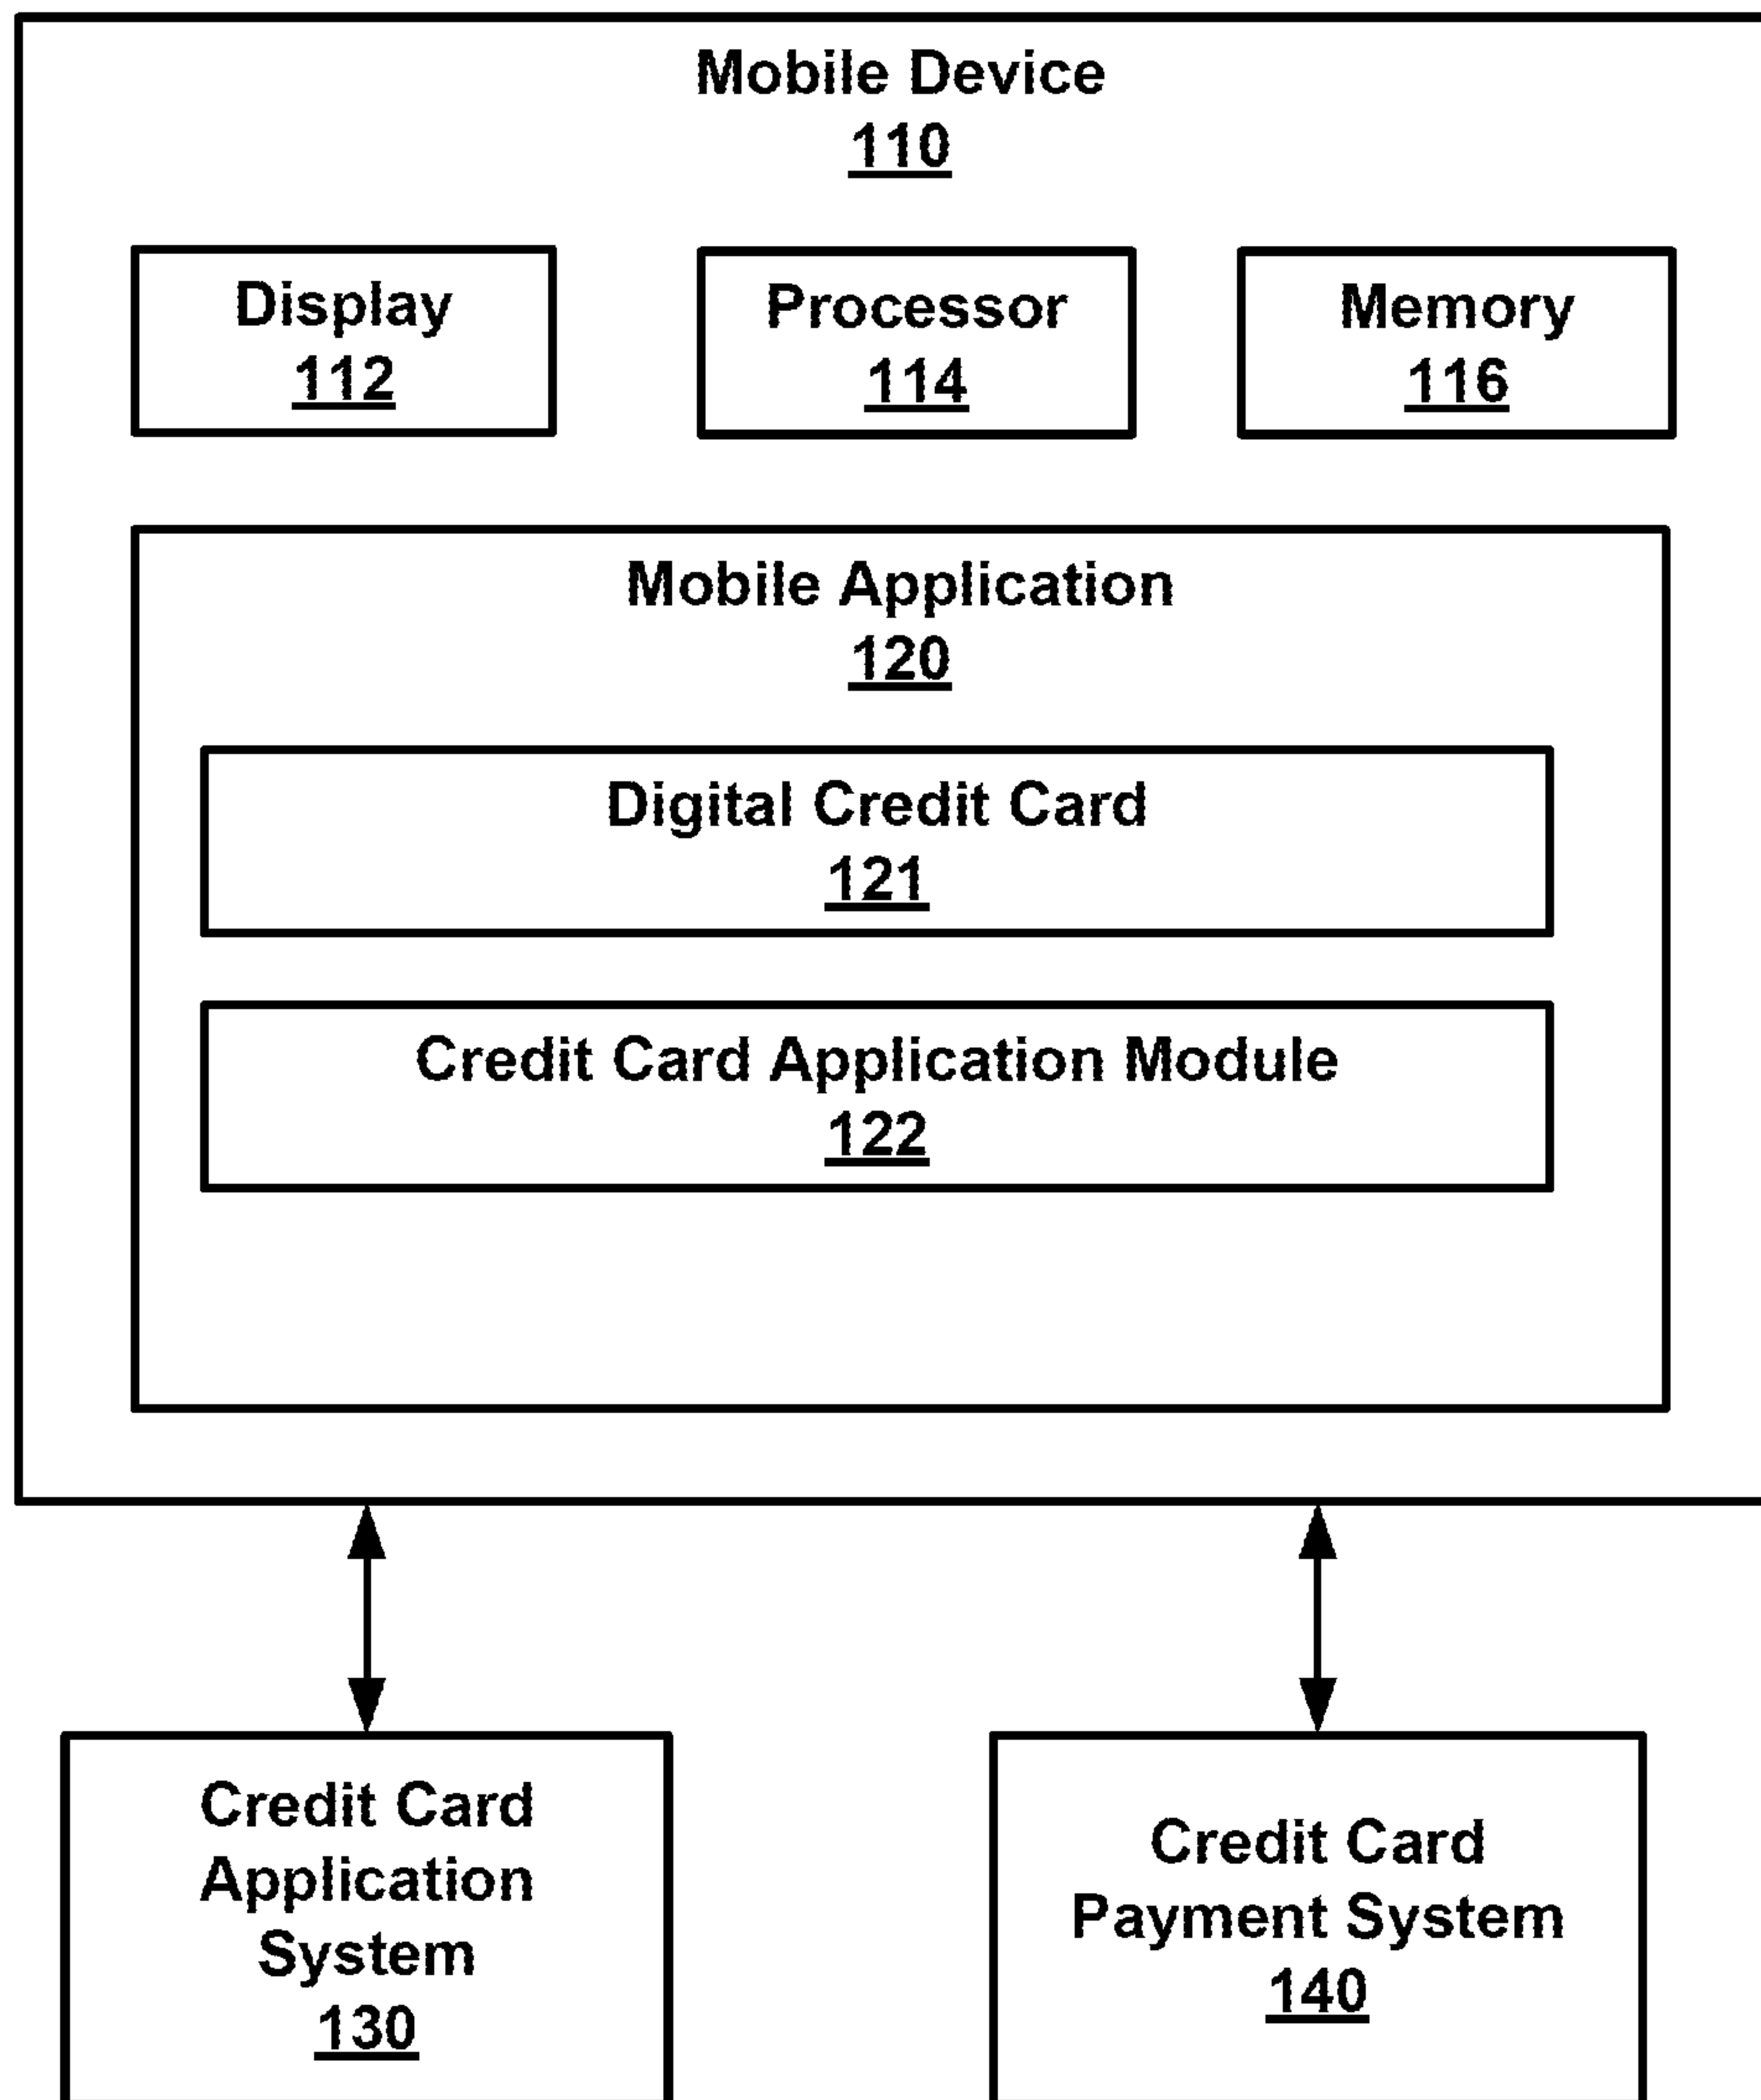 Mobile Device
110
Display
112
Processor
114
Memory
116
Mobile Application
120
Digital Credit Card
121
Credit Card Application Module
122
Credit Card
Application
System
130
Credit Card
Payment System
140